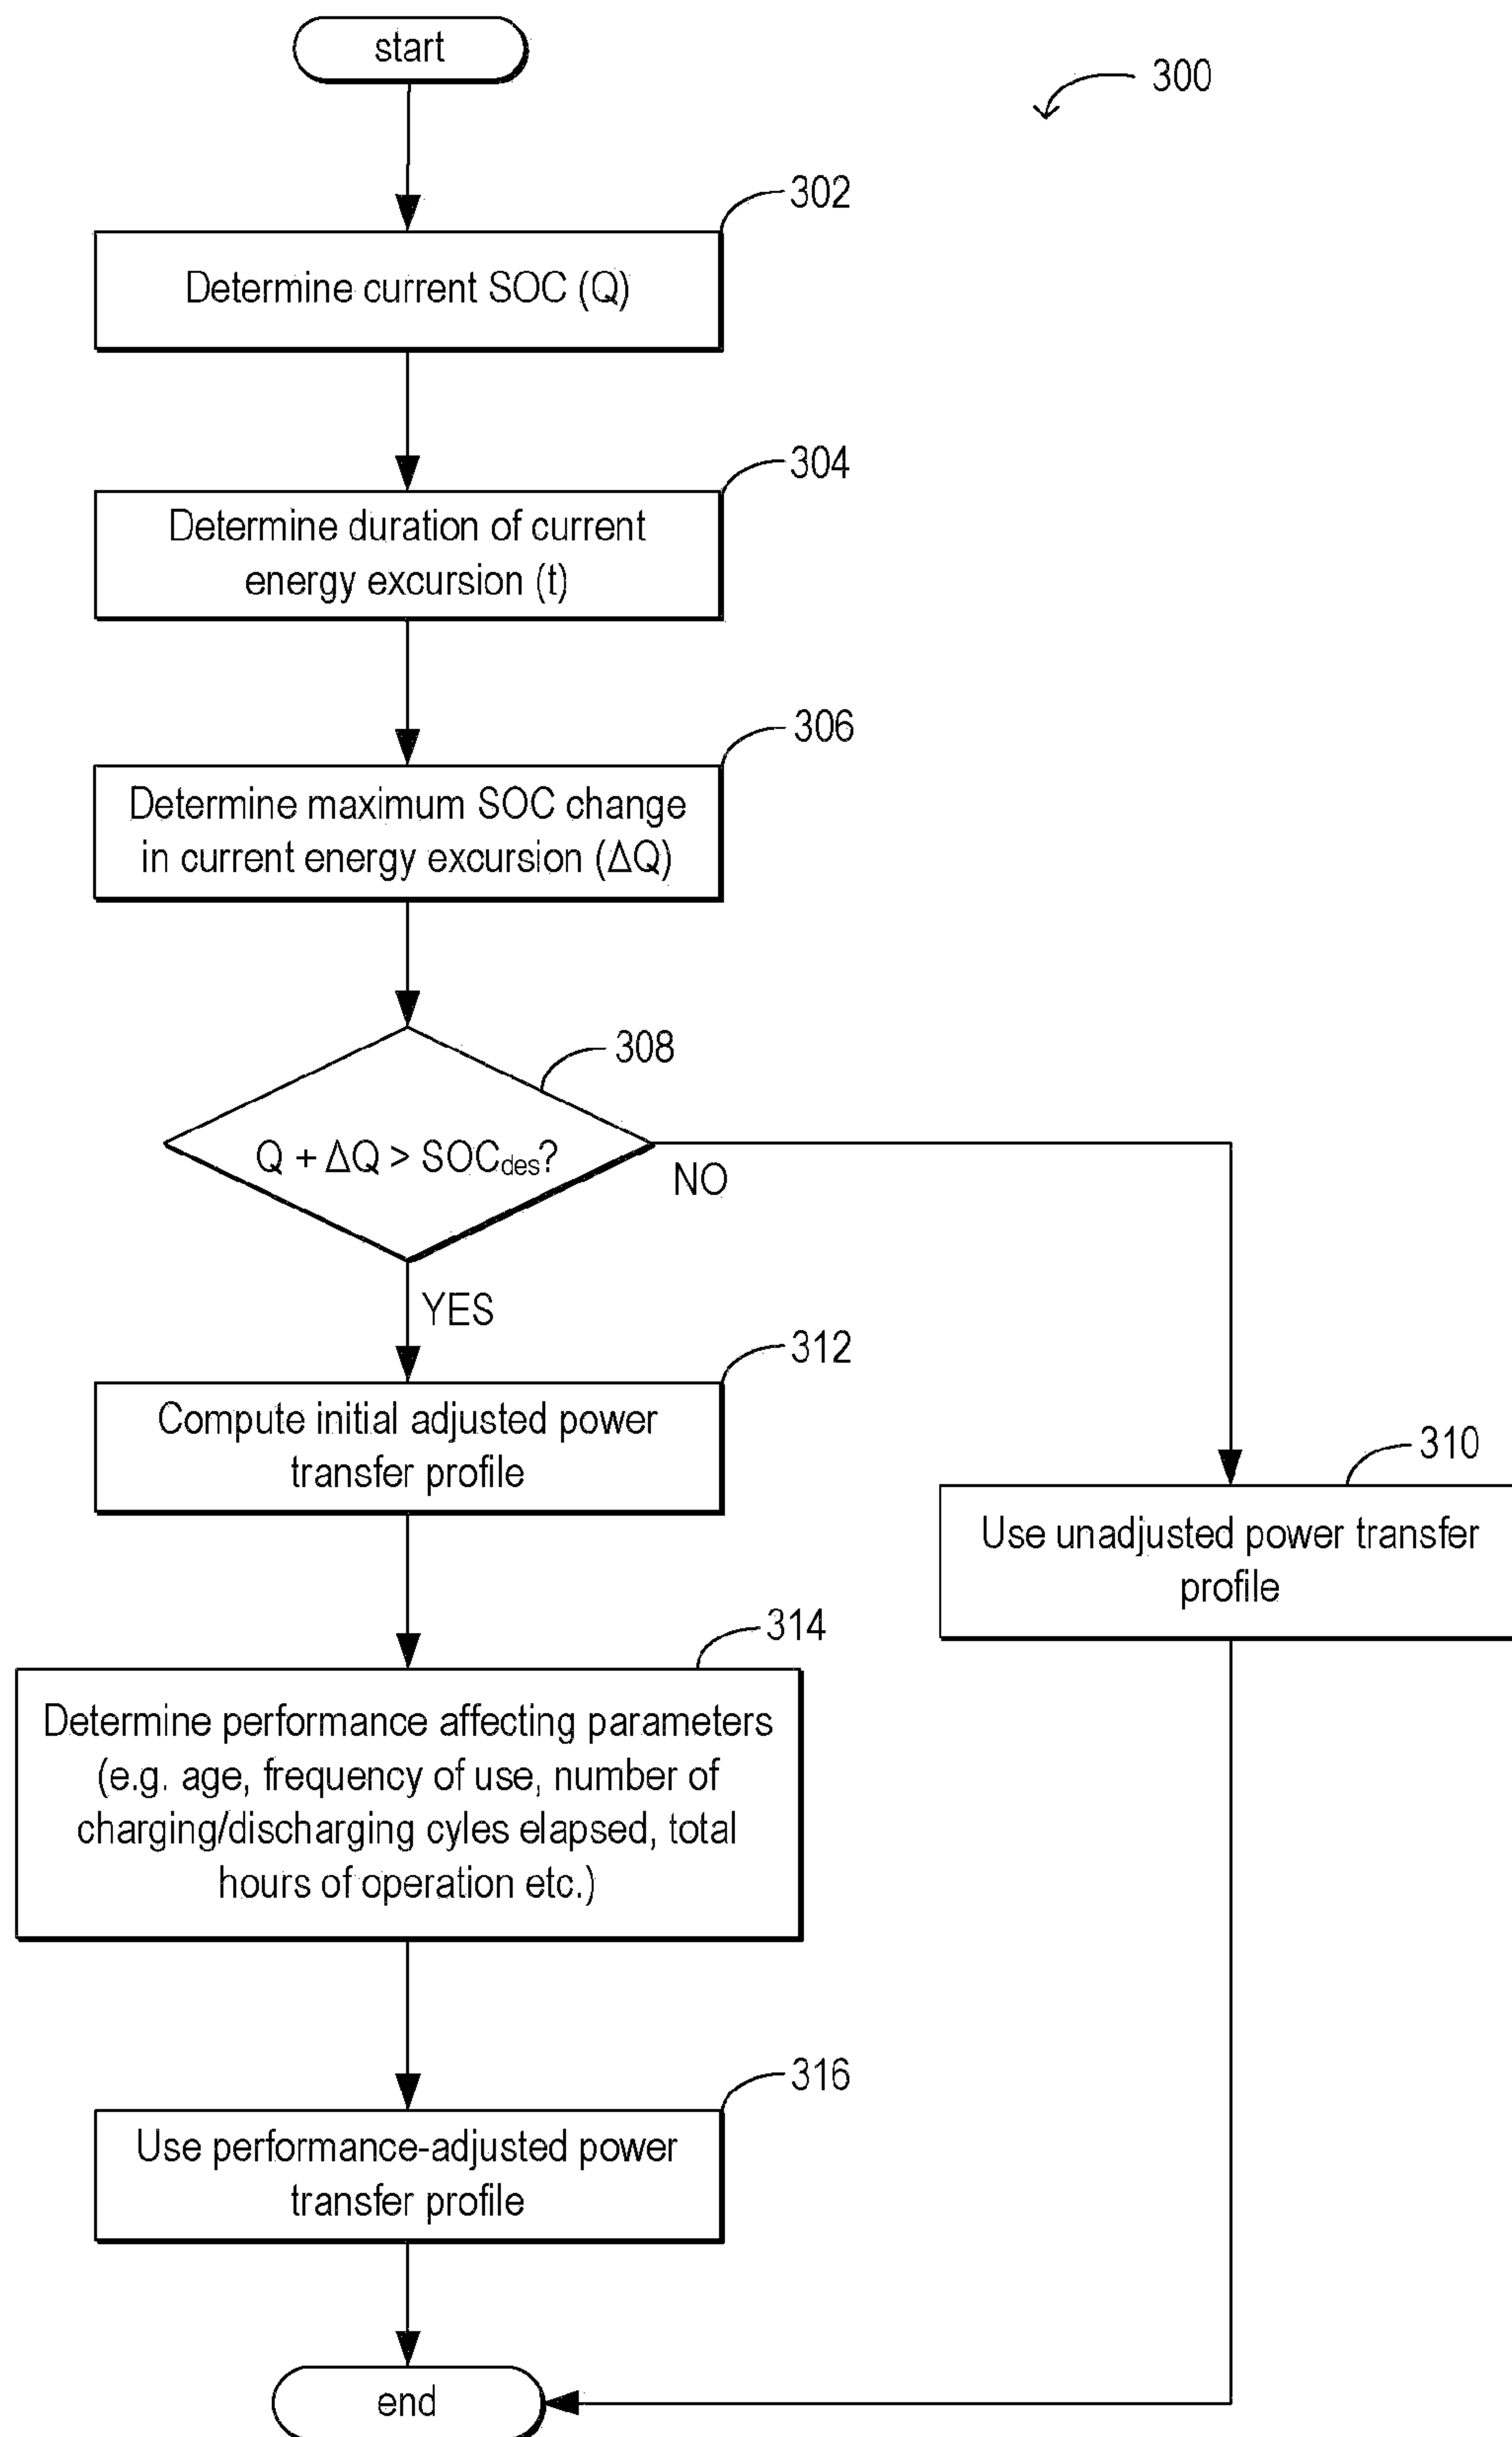 start
300
302
Determine current SOC (Q)
304
Determine duration of current
energy excursion (t)
306
Determine maximum SOC change
in current energy excursion (ΔQ)
308
Q + ΔQ > SOCdes?
NO
YES
312
Compute initial adjusted power
transfer profile
310
Use unadjusted power transfer
profile
314
Determine performance affecting parameters
(e.g. age, frequency of use, number of
charging/discharging cyles elapsed, total
hours of operation etc.)
316
Use performance-adjusted power
transfer profile
end